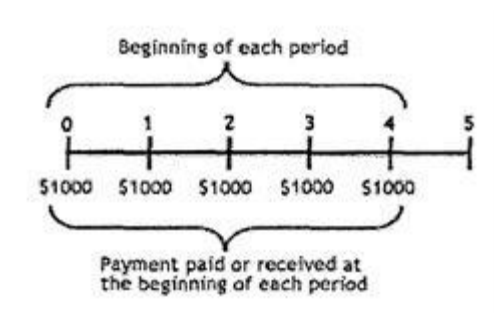 Beginning of each period
0 1 2 3 4 5
$1000 $1000 $1000 $1000 $1000
Payment paid or received at
the beginning of each period